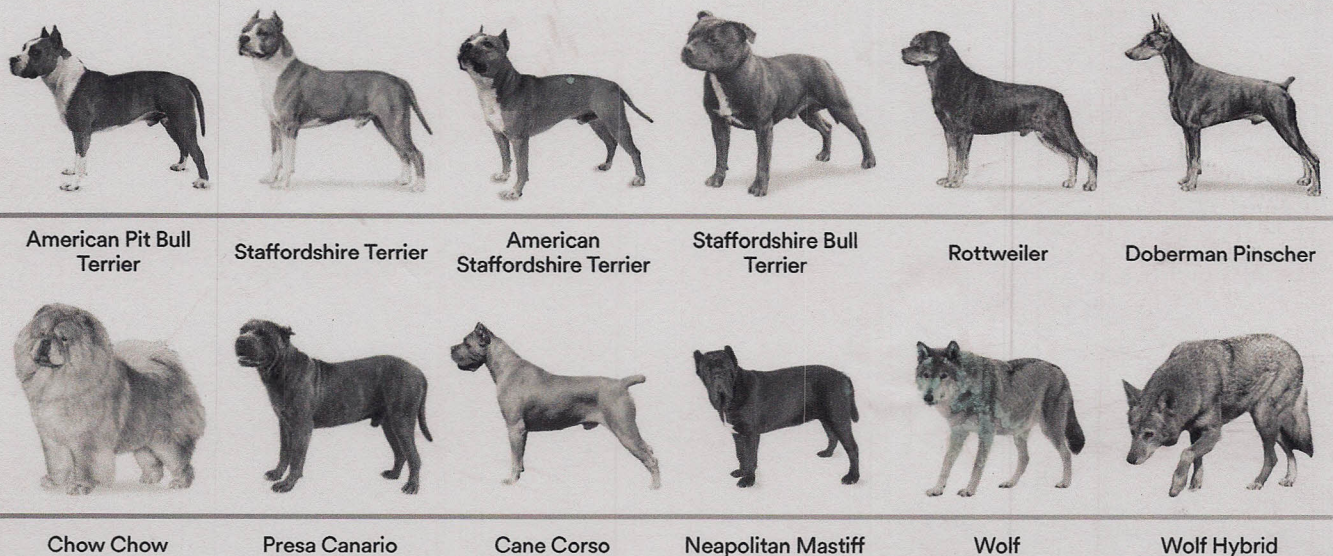 American Pit Bull
Terrier
Staffordshire Terrier
American
Staffordshire Terrier
Staffordshire Bull
Terrier
Rottweiler
Doberman Pinscher
Chow Chow
Presa Canario
Cane Corso
Neapolitan Mastiff
Wolf
Wolf Hybrid